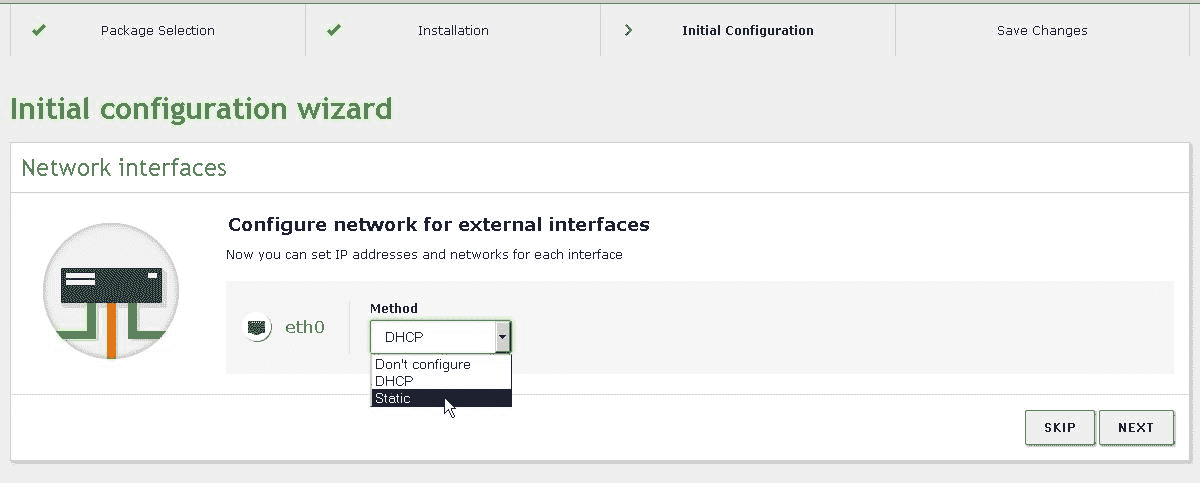 Package Selection
Installation
Initial Configuration
Save Changes
Initial configuration wizard
Network interfaces
Configure network for external interfaces
Now you can set IP addresses and networks for each interface
eth0
Method
DHCP
Don't configure
DHCP
Static
SKIP
NEXT